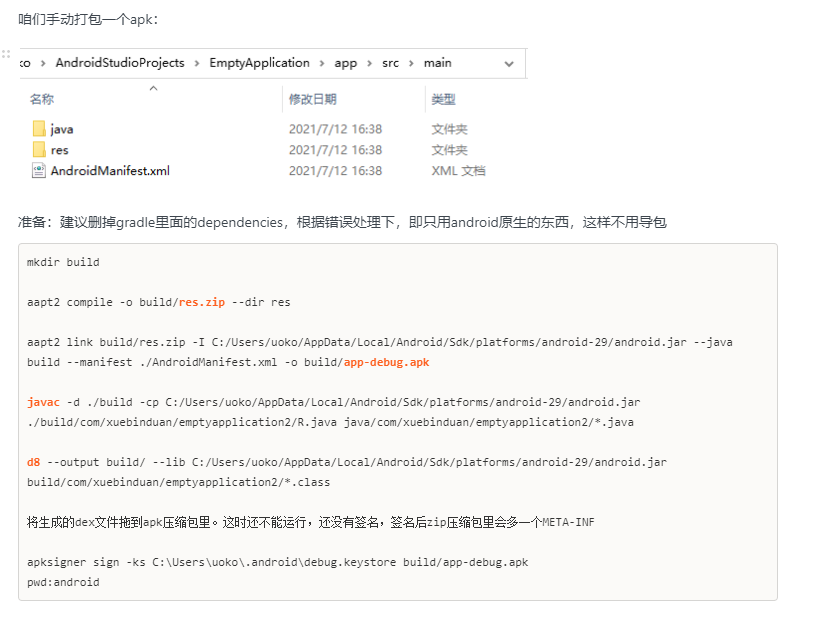 咱们手动打包一个apk：
ko › AndroidStudioProjects › EmptyApplication › app › src › main
名称 修改日期 类型
java 2021/7/12 16:38 文件夹
res 2021/7/12 16:38 文件夹
AndroidManifest.xml 2021/7/12 16:38 XML 文档
准备：建议删掉gradle里面的dependencies，根据错误处理下，即只用android原生的东西，这样不用导包
mkdir build
aapt2 compile -o build/res.zip --dir res
aapt2 link build/res.zip -I C:/Users/uoko/AppData/Local/Android/Sdk/platforms/android-29/android.jar --java
build --manifest ./AndroidManifest.xml -o build/app-debug.apk
javac -d ./build -cp C:/Users/uoko/AppData/Local/Android/Sdk/platforms/android-29/android.jar
./build/com/xuebinduan/emptyapplication2/R.java java/com/xuebinduan/emptyapplication2/*.java
d8 --output build/ --lib C:/Users/uoko/AppData/Local/Android/Sdk/platforms/android-29/android.jar
build/com/xuebinduan/emptyapplication2/*.class
将生成的dex文件拖到apk压缩包里。这时还不能运行，还没有签名，签名后zip压缩包里会多一个META-INF
apksigner sign -ks C:\Users\uoko\.android\debug.keystore build/app-debug.apk
pwd:android